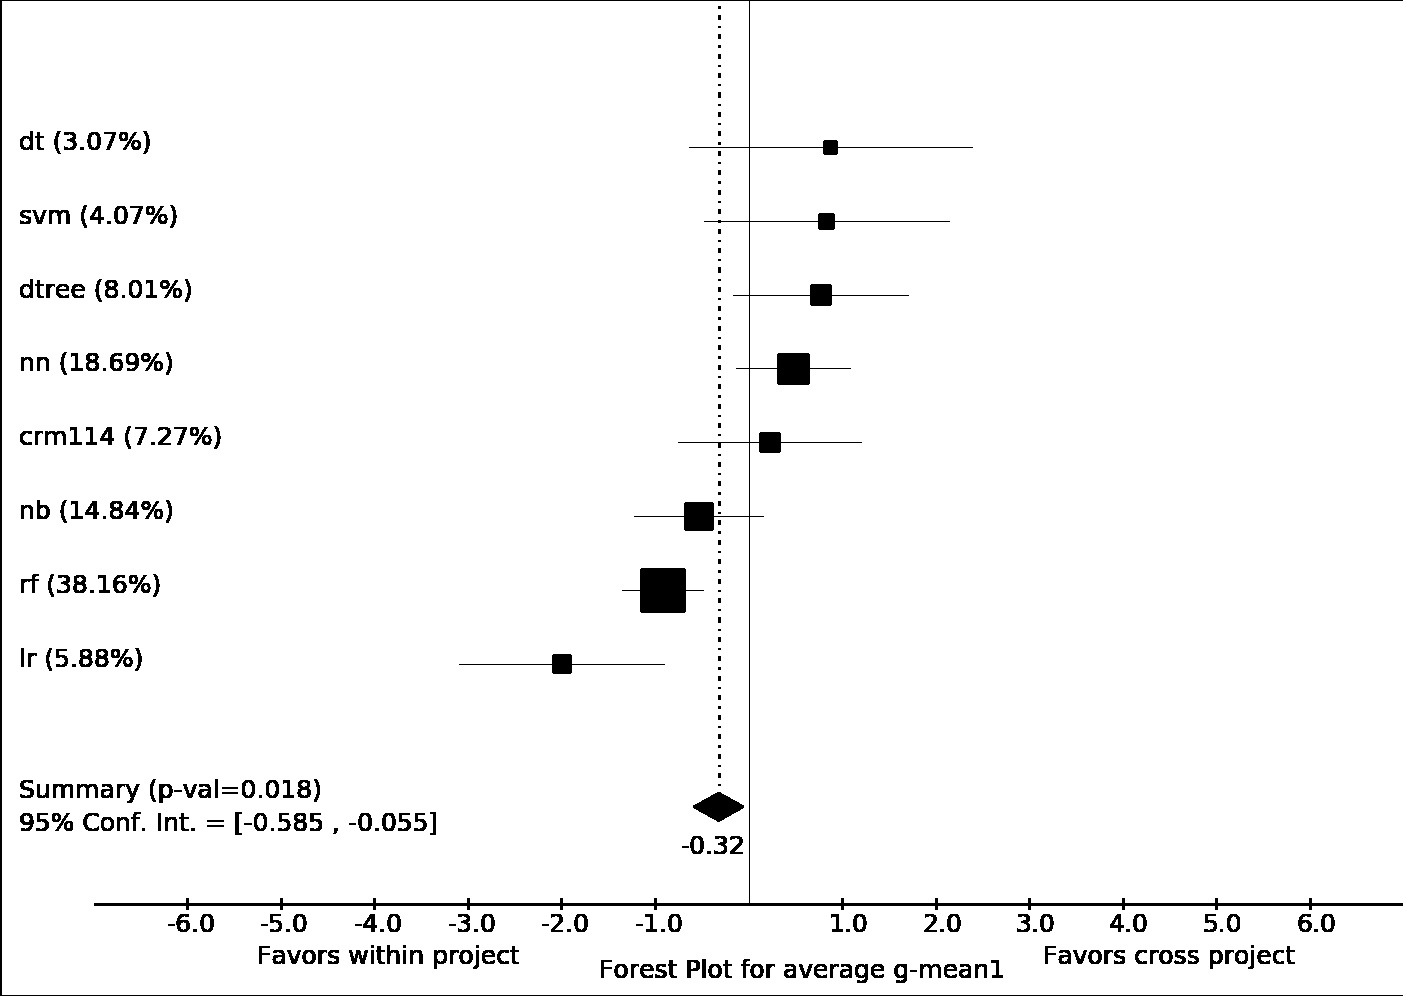 dt (3.07%)
svm (4.07%)
dtree (8.01%)
nn (18.69%)
crm114 (7.27%)
nb (14.84%)
rf (38.16%)
lr (5.88%)
Summary (p-val=0.018)
95% Conf. Int. = [-0.585 , -0.055]
-0.32
-6.0 -5.0 -4.0 -3.0 -2.0 -1.0 1.0 2.0 3.0 4.0 5.0 6.0
Favors within project Favors cross project
Forest Plot for average g-mean1